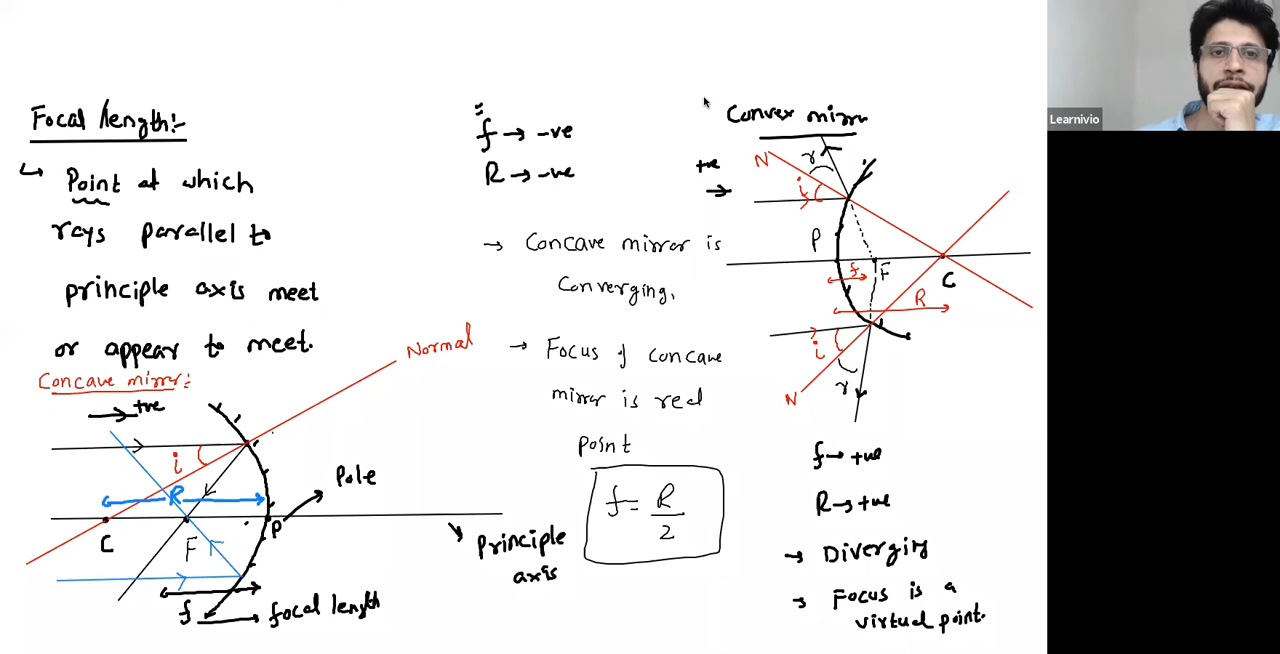 Focal length:-
↳ Point at which
rays parallel to
principle axis meet
or appear to meet.
Concave mirror:
+ve
Normal
i
R
Pole
C
F
P
Principle
axis
f → focal length
f → -ve
R → -ve
→ Concave mirror is
Converging,
→ Focus of concave
mirror is real
point
f = R/2
Convex mirror
+ve
N
r
i
P
f
F
C
R
i
r
N
f → +ve
R → +ve
→ Diverging
→ Focus is a
virtual point.
Learnivio